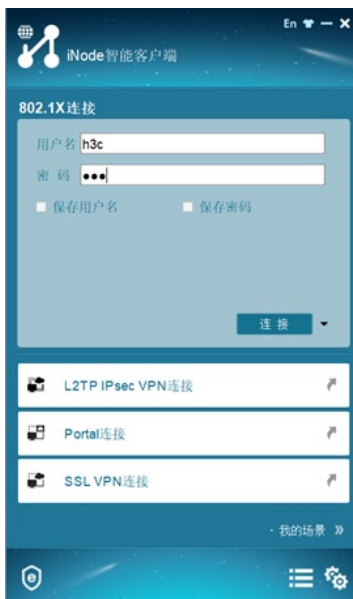 En
iNode智能客户端
802.1X连接
用户名 h3c
密 码 ●●●
保存用户名 保存密码
连 接
L2TP IPsec VPN连接
Portal连接
SSL VPN连接
· 我的场景 »
e